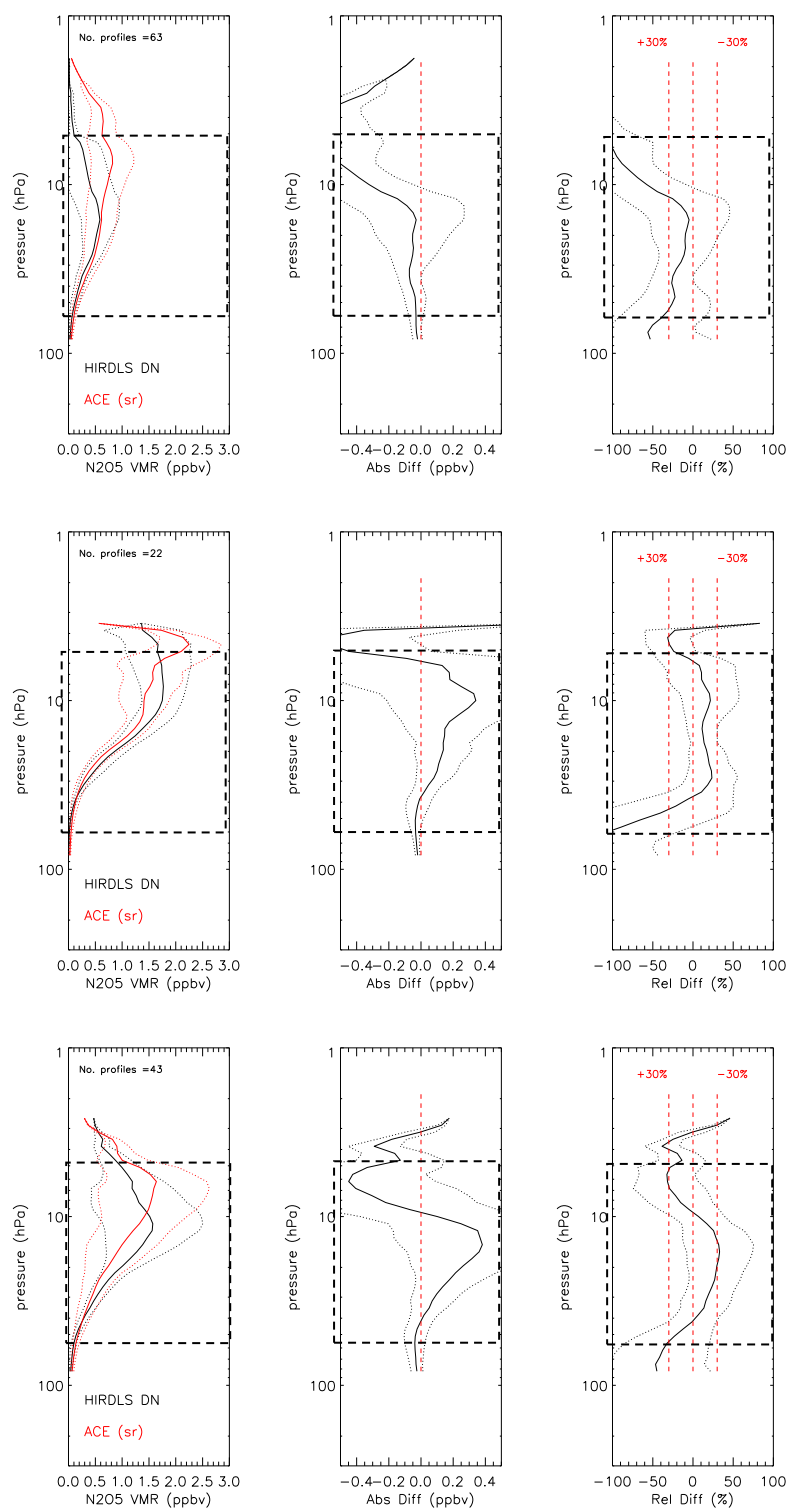 No. profiles =63
+30% -30%
1
10
100
pressure (hPa)
HIRDLS DN
ACE (sr)
0.0 0.5 1.0 1.5 2.0 2.5 3.0
N2O5 VMR (ppbv)
1
10
100
pressure (hPa)
-0.4 -0.2 0.0 0.2 0.4
Abs Diff (ppbv)
1
10
100
pressure (hPa)
-100 -50 0 50 100
Rel Diff (%)
No. profiles =22
+30% -30%
1
10
100
pressure (hPa)
HIRDLS DN
ACE (sr)
0.0 0.5 1.0 1.5 2.0 2.5 3.0
N2O5 VMR (ppbv)
1
10
100
pressure (hPa)
-0.4 -0.2 0.0 0.2 0.4
Abs Diff (ppbv)
1
10
100
pressure (hPa)
-100 -50 0 50 100
Rel Diff (%)
No. profiles =43
+30% -30%
1
10
100
pressure (hPa)
HIRDLS DN
ACE (sr)
0.0 0.5 1.0 1.5 2.0 2.5 3.0
N2O5 VMR (ppbv)
1
10
100
pressure (hPa)
-0.4 -0.2 0.0 0.2 0.4
Abs Diff (ppbv)
1
10
100
pressure (hPa)
-100 -50 0 50 100
Rel Diff (%)